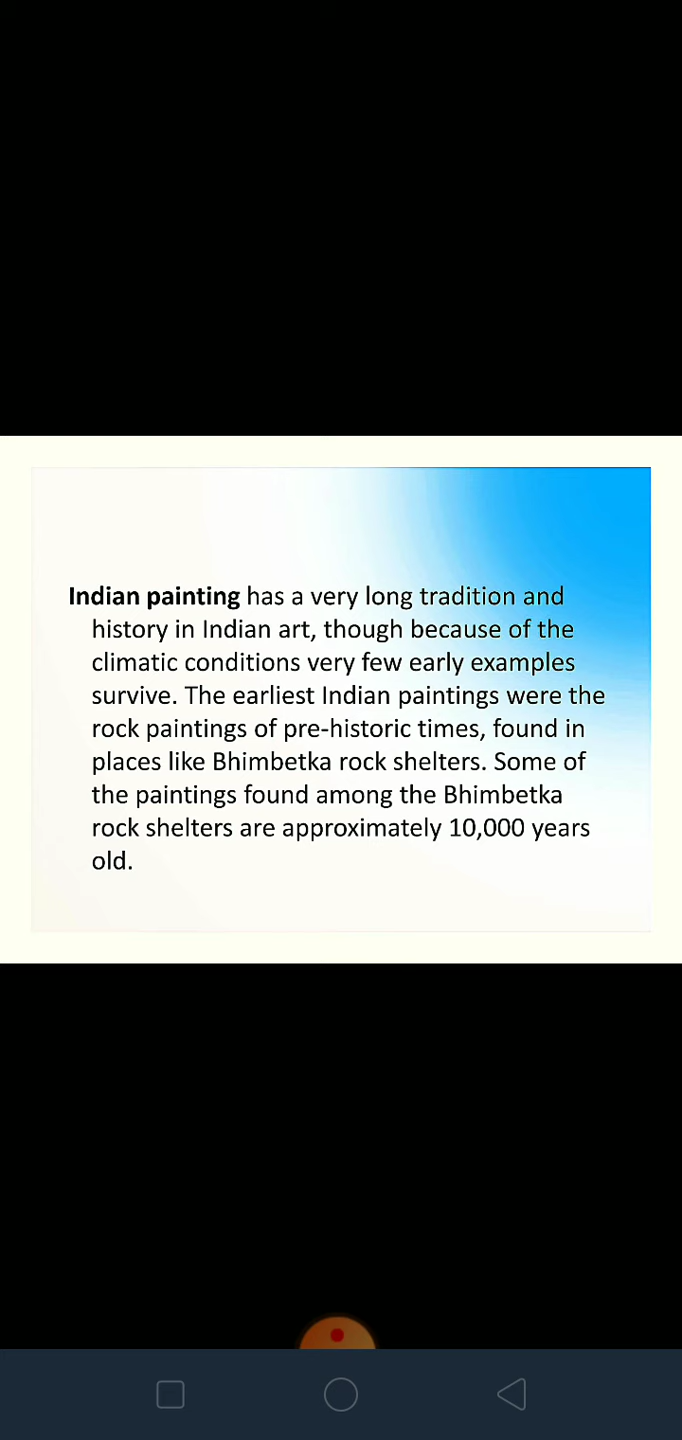 Indian painting has a very long tradition and
history in Indian art, though because of the
climatic conditions very few early examples
survive. The earliest Indian paintings were the
rock paintings of pre-historic times, found in
places like Bhimbetka rock shelters. Some of
the paintings found among the Bhimbetka
rock shelters are approximately 10,000 years
old.